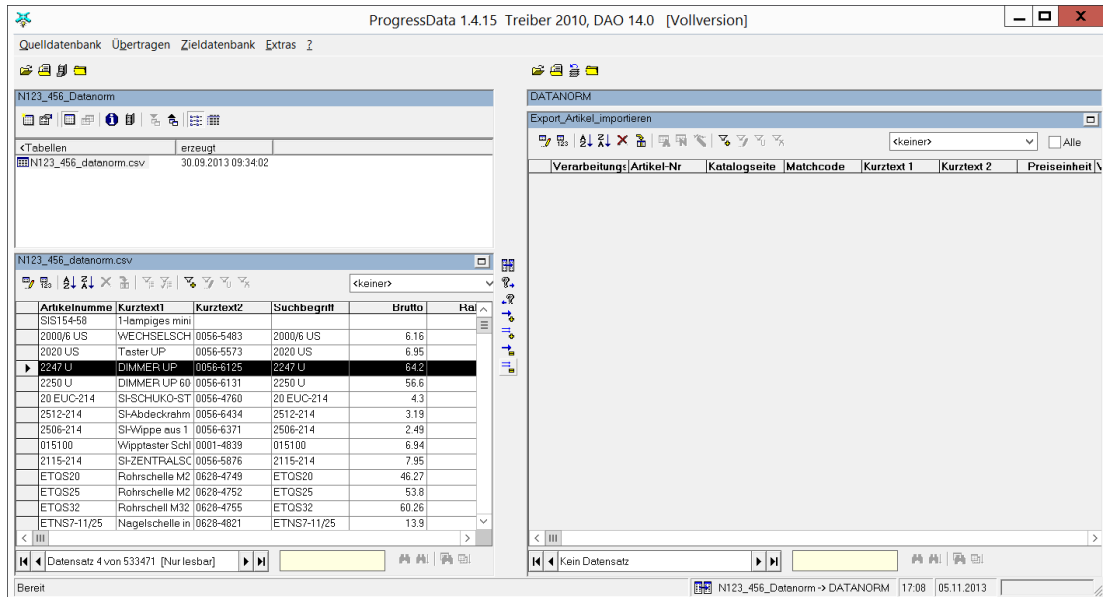 ProgressData 1.4.15 Treiber 2010, DAO 14.0 [Vollversion]
Quelldatenbank Übertragen Zieldatenbank Extras ?
N123_456_Datanorm
<Tabellen erzeugt
N123_456_datanorm.csv 30.09.2013 09:34:02
N123_456_datanorm.csv
<keiner>
Artikelnumme Kurztext1 Kurztext2 Suchbegriff Brutto Ral
SIS154-58 1-lampiges mini
2000/6 US WECHSELSCH 0056-5483 2000/6 US 6.16
2020 US Taster UP 0056-5573 2020 US 6.95
2247 U DIMMER UP 0056-6125 2247 U 64.2
2250 U DIMMER UP 60 0056-6131 2250 U 56.6
20 EUC-214 SI-SCHUKO-ST 0056-4760 20 EUC-214 4.3
2512-214 SI-Abdeckrahm 0056-6434 2512-214 3.19
2506-214 SI-Wippe aus 1 0056-6371 2506-214 2.49
015100 Wipptaster Schl 0001-4839 015100 6.94
2115-214 SI-ZENTRALSC 0056-5876 2115-214 7.95
ETQS20 Rohrschelle M2 0628-4749 ETQS20 46.27
ETQS25 Rohrschelle M2 0628-4752 ETQS25 53.8
ETQS32 Rohrschell M32 0628-4755 ETQS32 60.26
ETNS7-11/25 Nagelschelle in 0628-4821 ETNS7-11/25 13.9
Datensatz 4 von 533471 [Nur lesbar]
DATANORM
Export_Artikel_importieren
<keiner> Alle
Verarbeitungs Artikel-Nr Katalogseite Matchcode Kurztext 1 Kurztext 2 Preiseinheit V
Kein Datensatz
Bereit N123_456_Datanorm -> DATANORM 17:08 05.11.2013